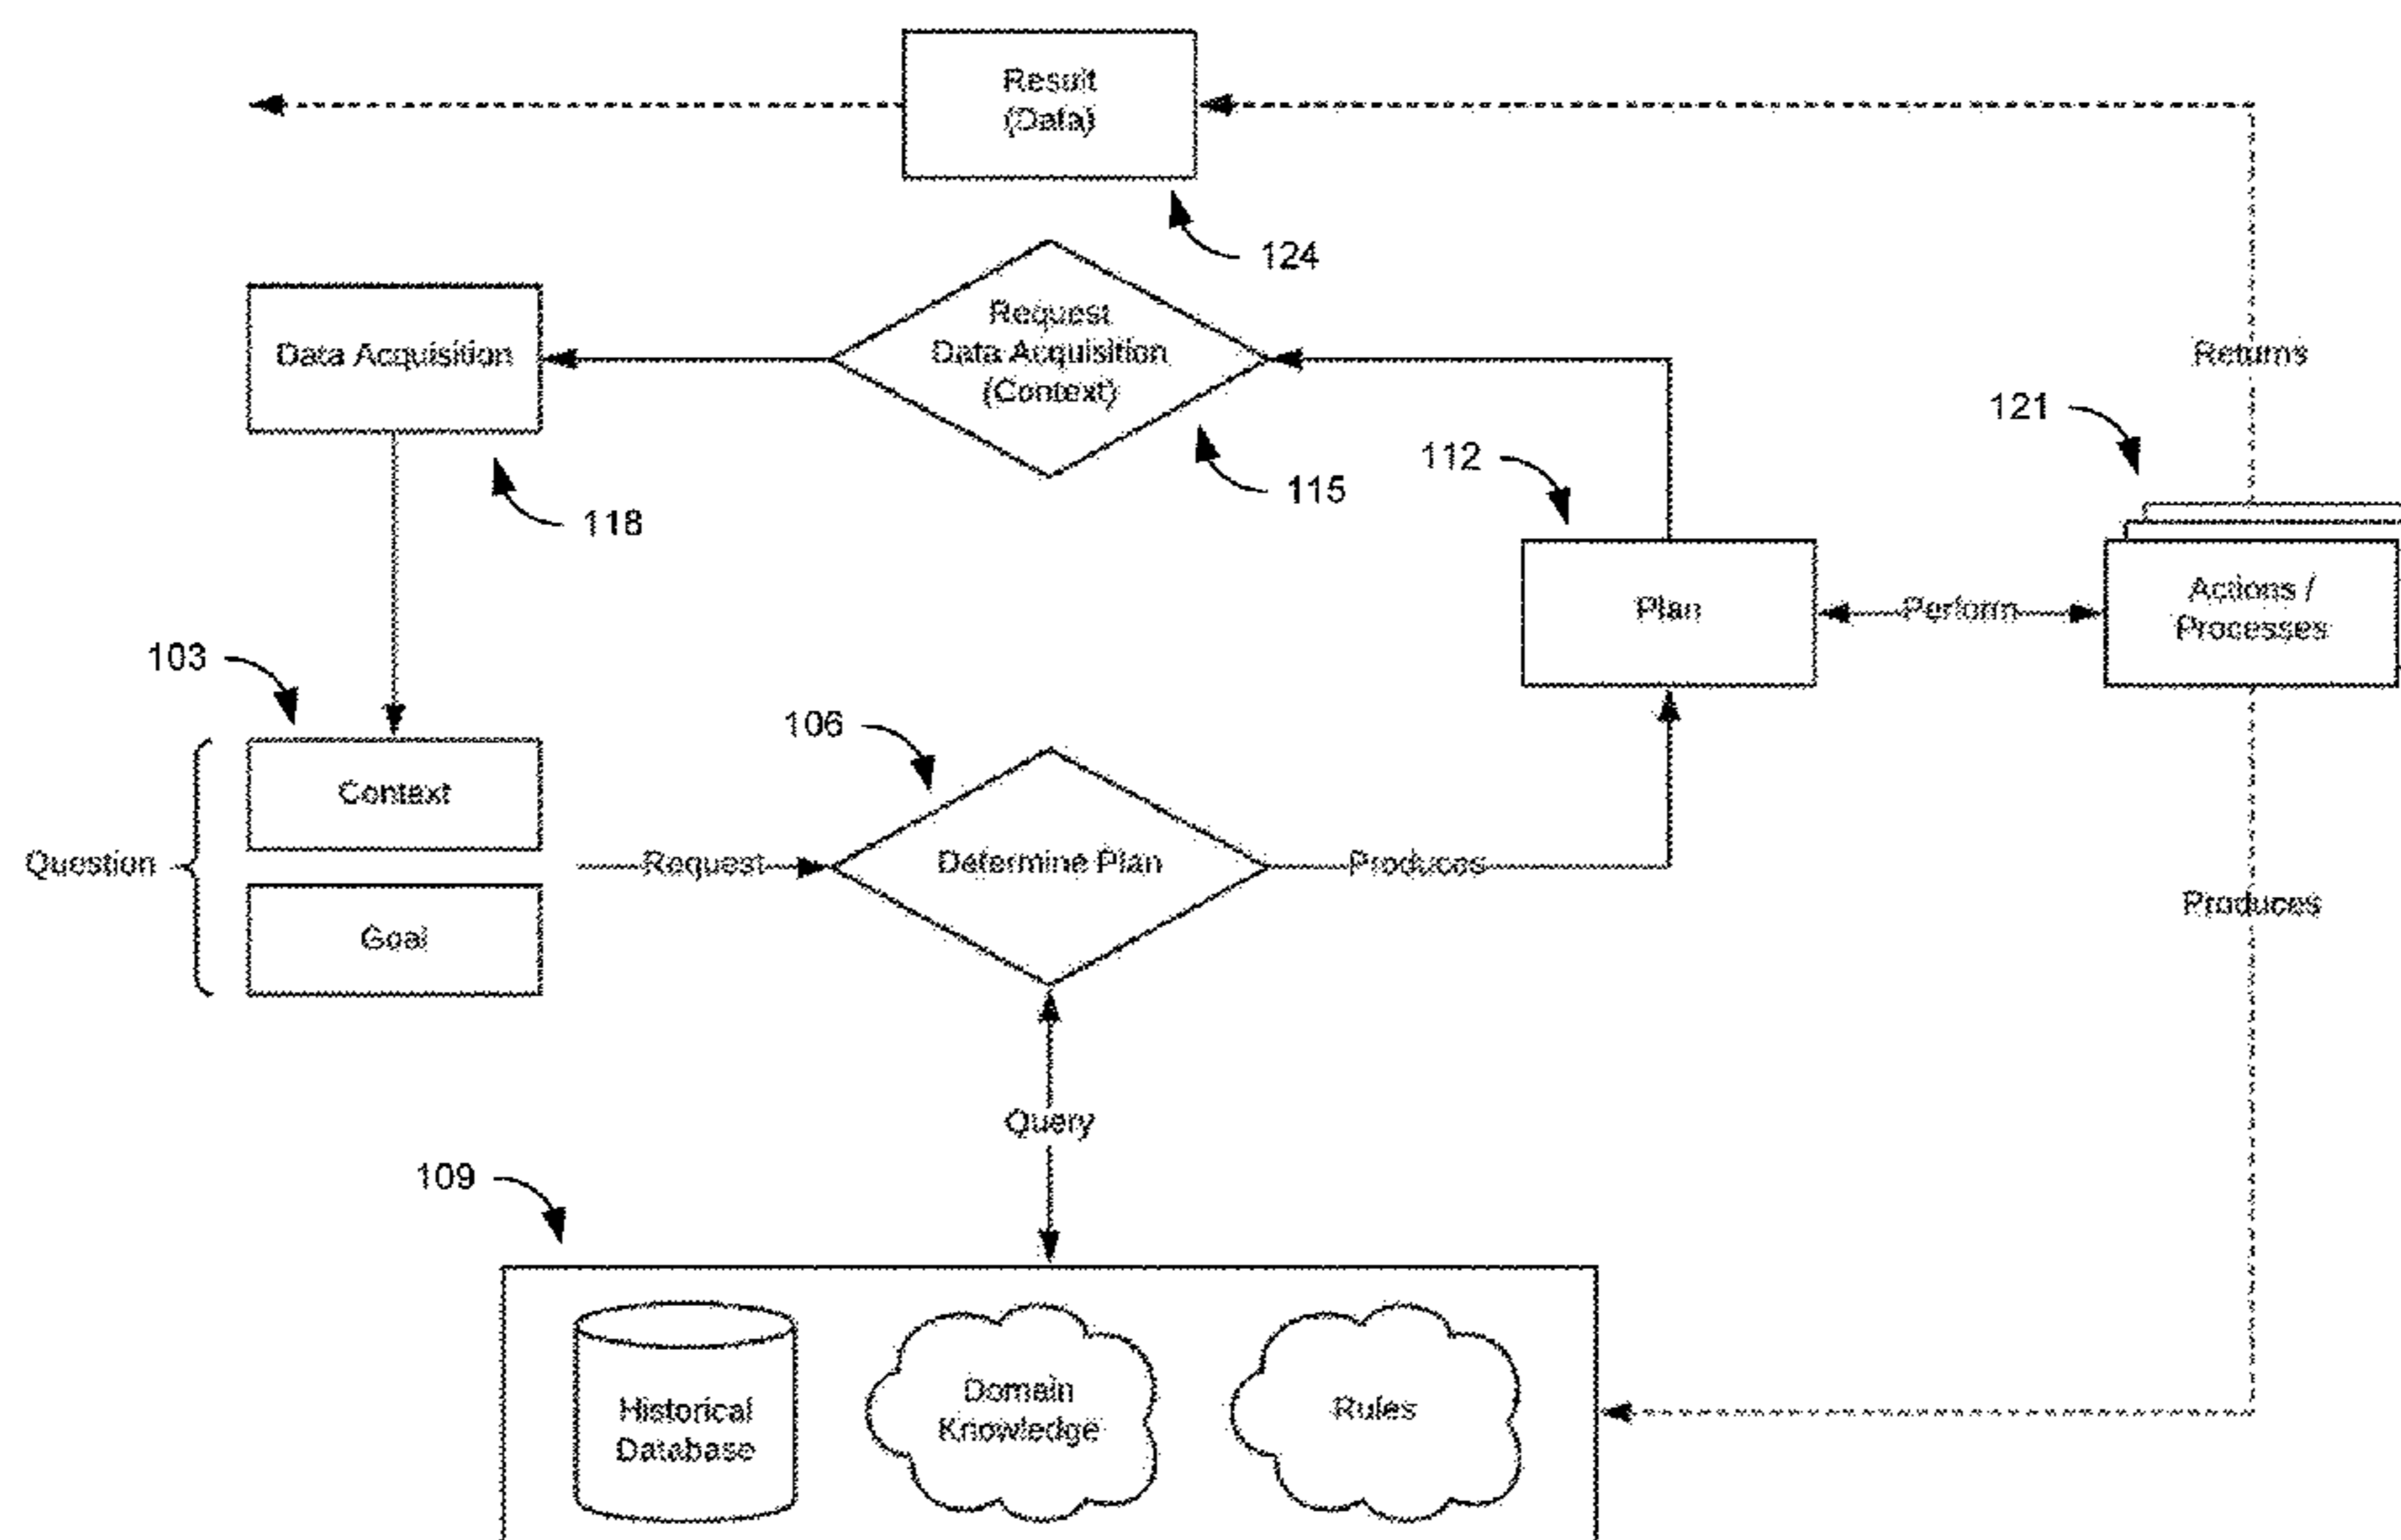 Result
(Data)
124
Request
Data Acquisition
(Context)
Data Acquisition
Returns
121
112
115
118
Plan
Perform
Actions /
Processes
103
106
Context
Question
Request
Determine Plan
Produces
Goal
Produces
Query
109
Historical
Database
Domain
Knowledge
Rules